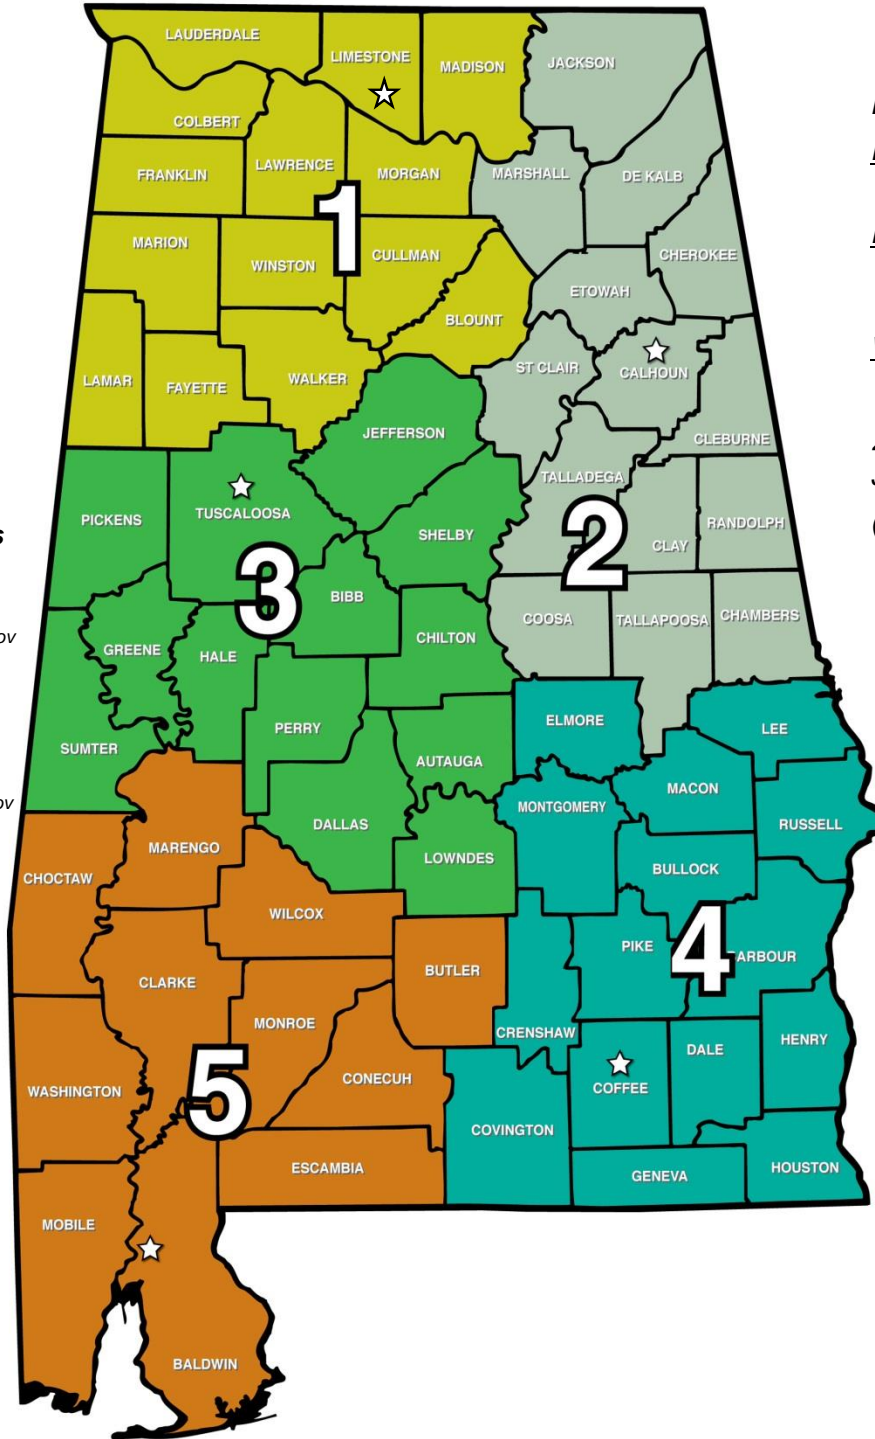 LAUDERDALE
LIMESTONE
MADISON
JACKSON
COLBERT
FRANKLIN
LAWRENCE
MORGAN
MARSHALL
DE KALB
1
MARION
WINSTON
CULLMAN
CHEROKEE
ETOWAH
BLOUNT
LAMAR
FAYETTE
WALKER
ST CLAIR
CALHOUN
JEFFERSON
CLEBURNE
TALLADEGA
PICKENS
TUSCALOOSA
SHELBY
2
CLAY
RANDOLPH
3
BIBB
COOSA
TALLAPOOSA
CHAMBERS
ov
GREENE
HALE
CHILTON
SUMTER
PERRY
AUTAUGA
ELMORE
LEE
ov
MACON
MONTGOMERY
RUSSELL
DALLAS
LOWNDES
MARENGO
CHOCTAW
BULLOCK
WILCOX
PIKE
4
ARBOUR
CLARKE
BUTLER
MONROE
CRENSHAW
HENRY
DALE
5
CONECUH
COFFEE
WASHINGTON
COVINGTON
ESCAMBIA
GENEVA
HOUSTON
MOBILE
BALDWIN